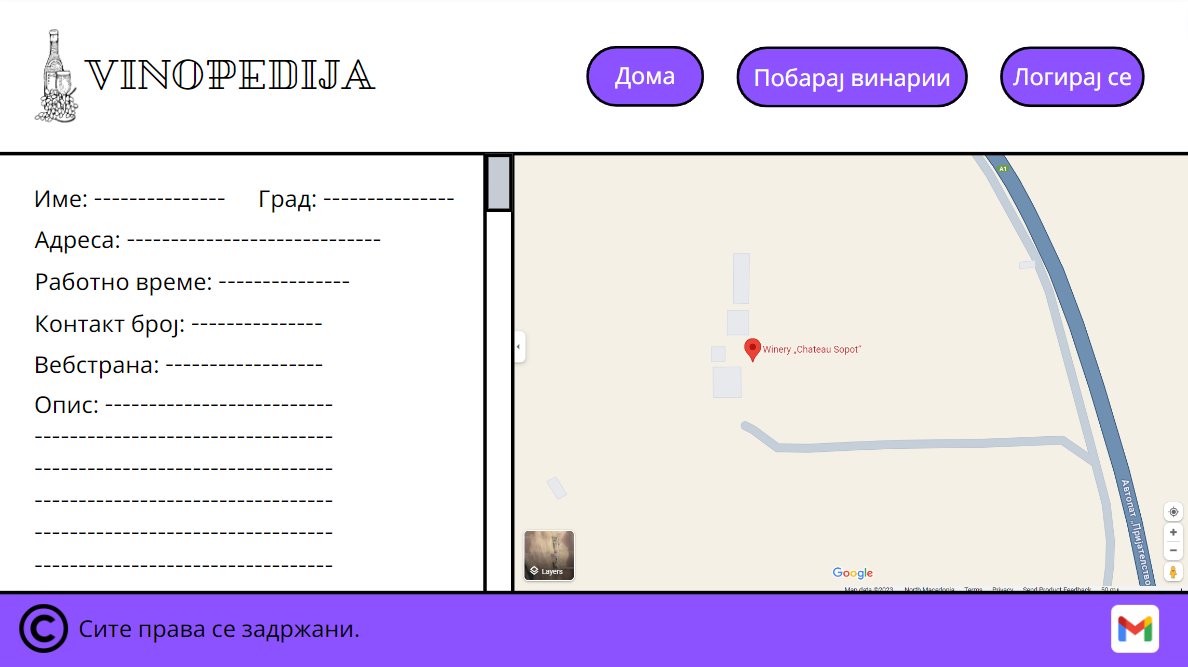 VINOPEDIJA
Дома
Побарај винарии
Логирај се
Име: --------------- Град: ---------------
Адреса: -----------------------------
Работно време: ---------------
Контакт број: ---------------
Вебстрана: ------------------
Опис: --------------------------
----------------------------------
----------------------------------
----------------------------------
----------------------------------
----------------------------------
A1
Winery „Chateau Sopot“
Автопат „Пријателство
Layers
Google
Map data ©2023 North Macedonia Terms Privacy Send Product Feedback 50 m
© Сите права се задржани.